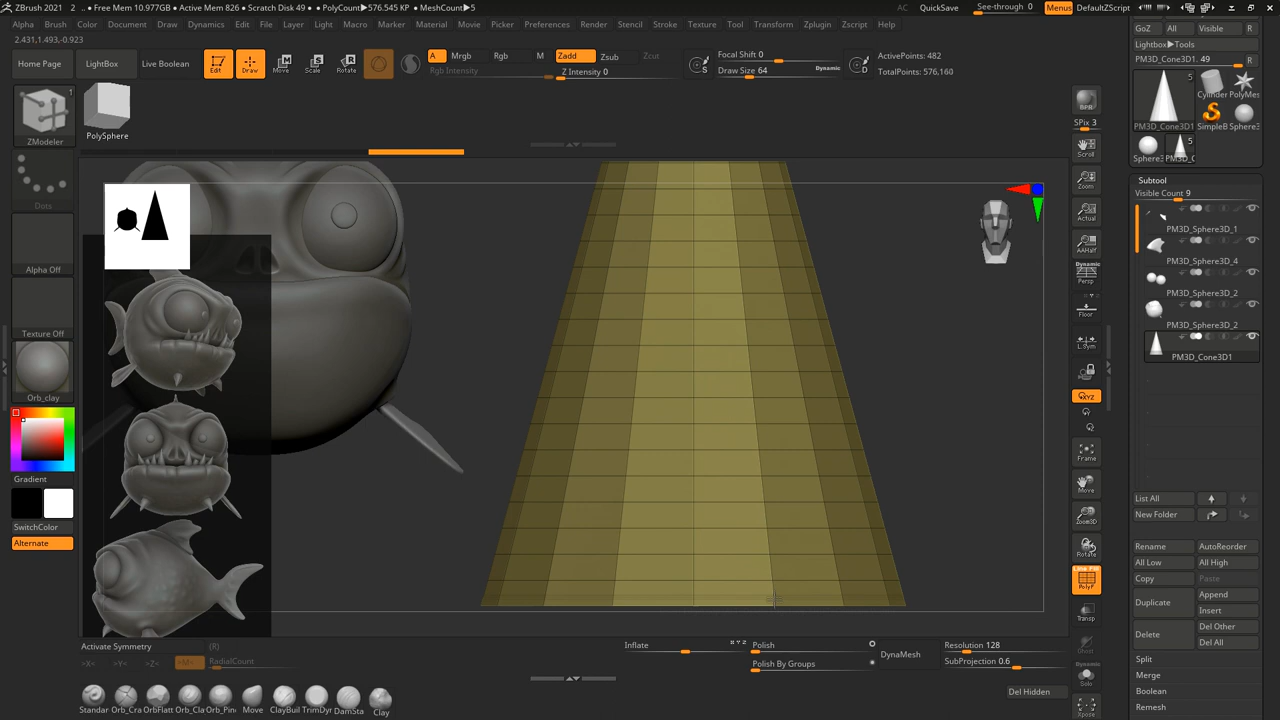 ZBrush 2021
2 .. ● Free Mem 10.977GB ● Active Mem 826 ● Scratch Disk 49 ● PolyCount▶576.545 KP ● MeshCount▶5
AC
QuickSave
See-through 0
Menus
DefaultZScript
Alpha Brush Color Document Draw Dynamics Edit File Layer Light Macro Marker Material Movie Picker Preferences Render Stencil Stroke Texture Tool Transform Zplugin Zscript Help
2.431,1.493,-0.923
Home Page
LightBox
Live Boolean
Edit
Draw
Move
Scale
Rotate
A
Mrgb
Rgb
M
Rgb Intensity
Zadd
Zsub
Zcut
Z Intensity 0
S
Focal Shift 0
Draw Size 64
Dynamic
D
ActivePoints: 482
TotalPoints: 576,160
1
ZModeler
PolySphere
Dots
Alpha Off
Texture Off
Orb_clay
Gradient
SwitchColor
Alternate
BPR
SPix 3
Scroll
Zoom
Actual
AAHalf
Dynamic
Persp
Floor
L.Sym
XYZ
Frame
Move
Zoom3D
Rotate
Line Fill
PolyF
Transp
Ghost
Dynamic
Solo
Xpose
GoZ
All
Visible
R
Lightbox▶Tools
PM3D_Cone3D1. 49
R
5
PM3D_Cone3D1
Cylinder
PolyMes
SimpleB
Sphere3
Sphere3
5
PM3D_C
Subtool
Visible Count 9
PM3D_Sphere3D_1
PM3D_Sphere3D_4
PM3D_Sphere3D_2
PM3D_Sphere3D_2
PM3D_Cone3D1
List All
New Folder
Rename
AutoReorder
All Low
All High
Copy
Paste
Duplicate
Append
Insert
Delete
Del Other
Del All
Split
Merge
Boolean
Remesh
Activate Symmetry
(R)
>X<
>Y<
>Z<
>M<
RadialCount
Inflate
Polish
Polish By Groups
DynaMesh
Resolution 128
SubProjection 0.6
Del Hidden
Standar
Orb_Cra
OrbFlatt
Orb_Cla
Orb_Pin
Move
ClayBuil
TrimDyr
DamSta
Clay